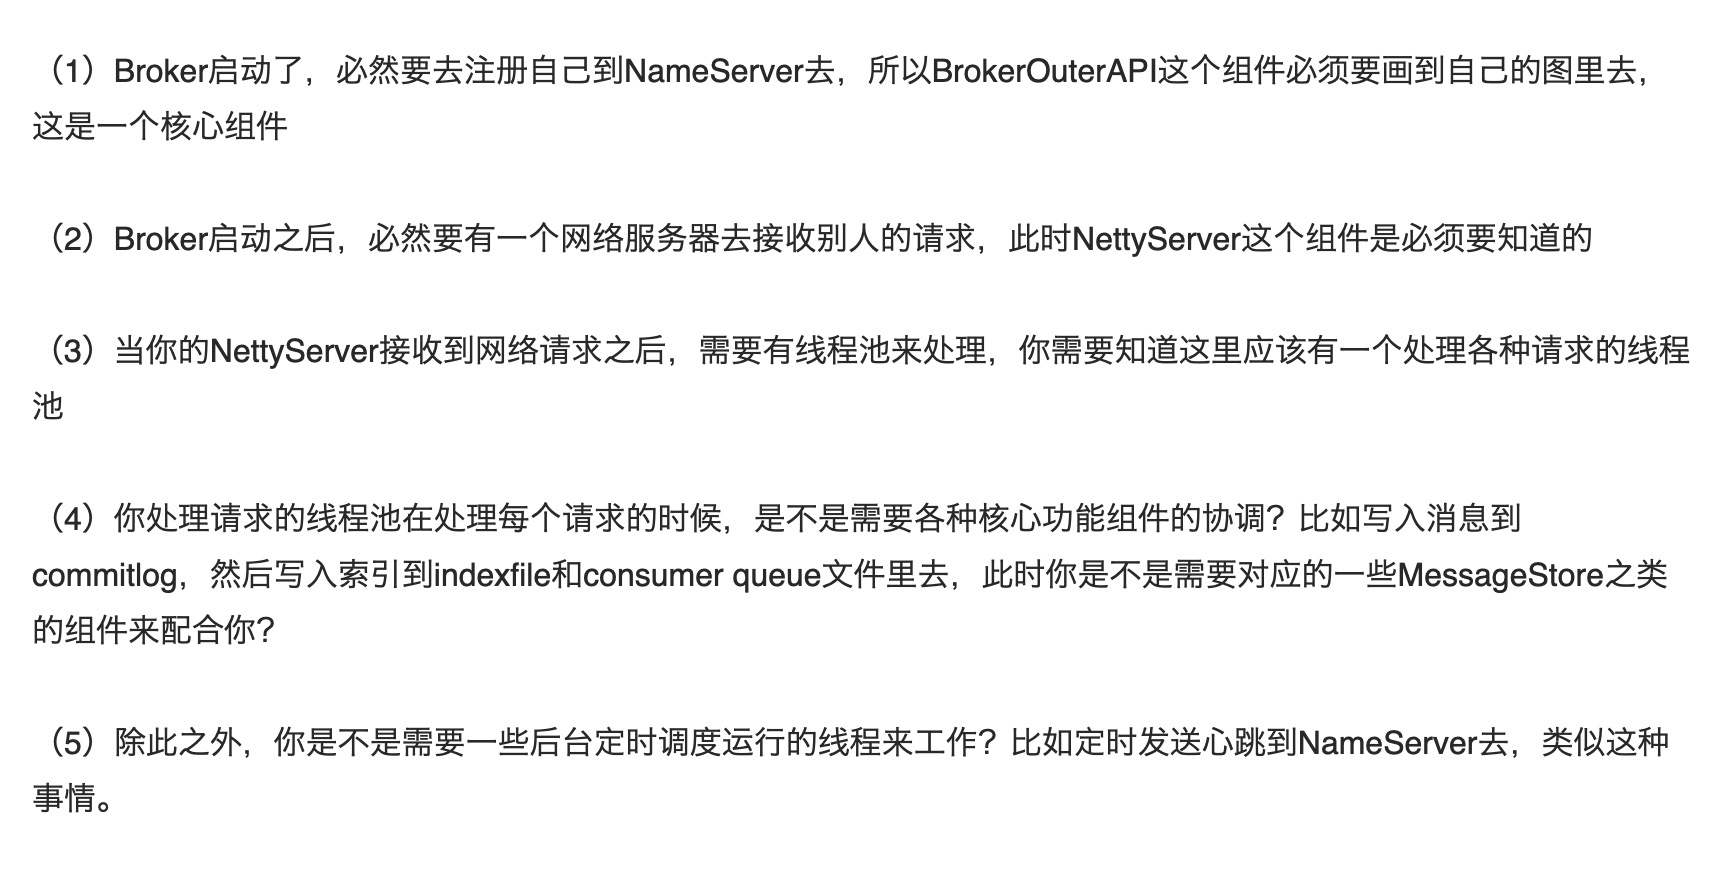 （1）Broker启动了，必然要去注册自己到NameServer去，所以BrokerOuterAPI这个组件必须要画到自己的图里去，
这是一个核心组件
（2）Broker启动之后，必然要有一个网络服务器去接收别人的请求，此时NettyServer这个组件是必须要知道的
（3）当你的NettyServer接收到网络请求之后，需要有线程池来处理，你需要知道这里应该有一个处理各种请求的线程
池
（4）你处理请求的线程池在处理每个请求的时候，是不是需要各种核心功能组件的协调？比如写入消息到
commitlog，然后写入索引到indexfile和consumer queue文件里去，此时你是不是需要对应的一些MessageStore之类
的组件来配合你？
（5）除此之外，你是不是需要一些后台定时调度运行的线程来工作？比如定时发送心跳到NameServer去，类似这种
事情。